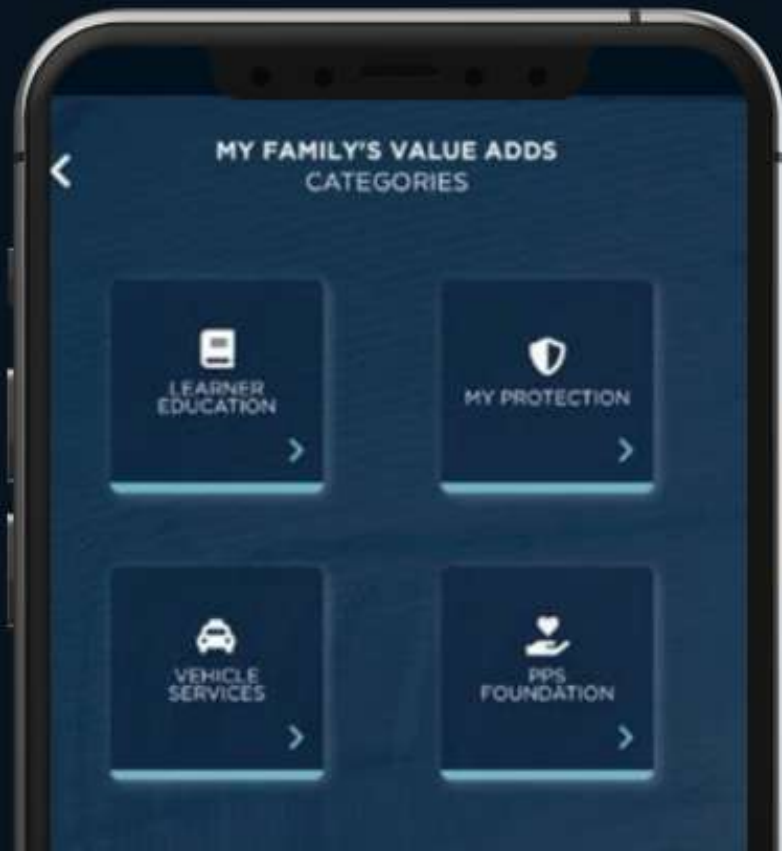 MY FAMILY'S VALUE ADDS
CATEGORIES
LEARNER
EDUCATION
MY PROTECTION
VEHICLE
SERVICES
PPS
FOUNDATION